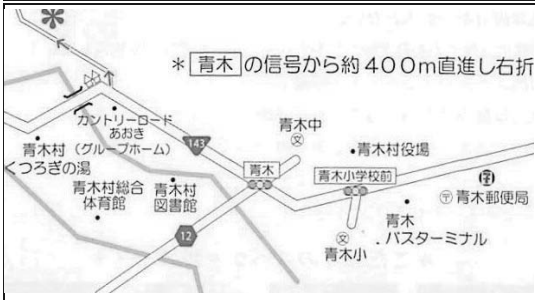 ＊青木の信号から約400m直進し右折
カントリーロード
あおき
(グループホーム)
青木村
くつろぎの湯
143
青木中
文
青木村役場
青木
青木小学校前
青木村総合
体育館
青木村
図書館
〒青木郵便局
青木
バスターミナル
12
文
青木小